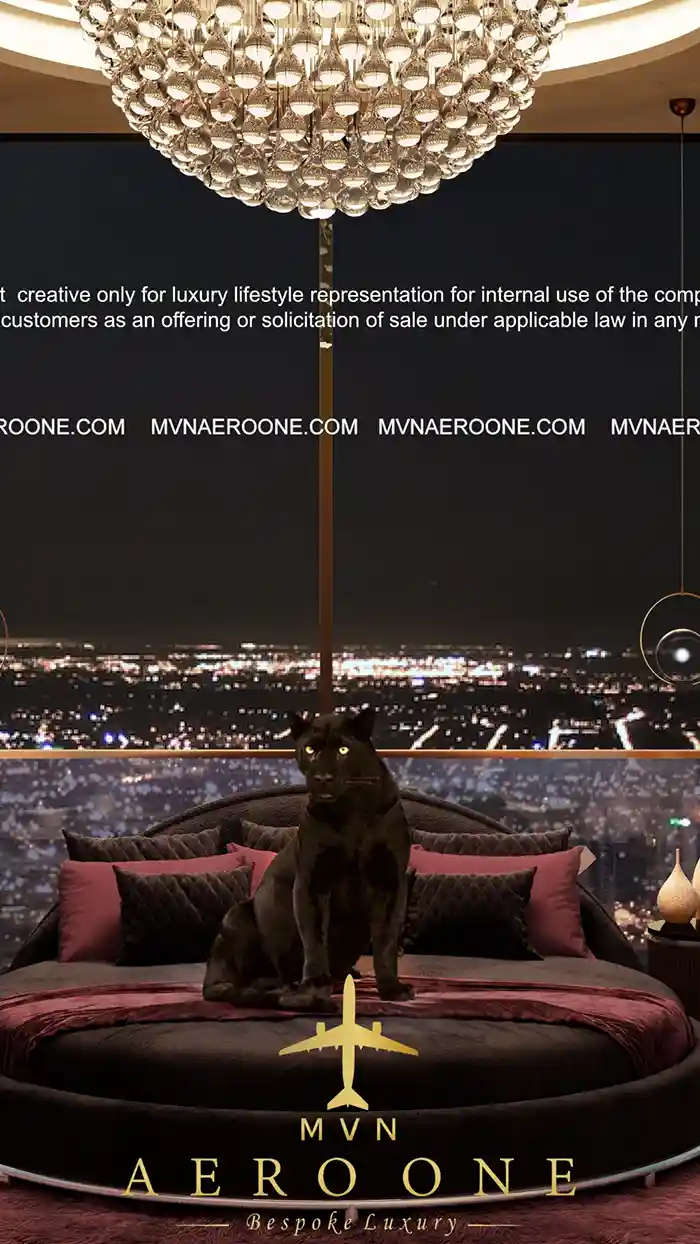 t creative only for luxury lifestyle representation for internal use of the comp
customers as an offering or solicitation of sale under applicable law in any
ROONE.COM MVNAEROONE.COM MVNAEROONE.COM MVNAER
MVN
AERO ONE
Bespoke Luxury